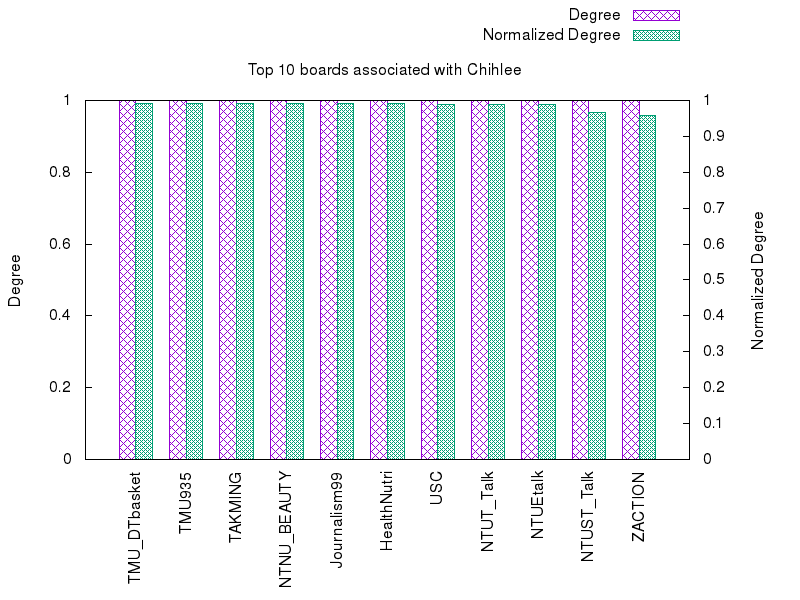 Degree
Normalized Degree
Top 10 boards associated with Chihlee
1
0.8
0.6
0.4
0.2
0
Degree
1
0.9
0.8
0.7
0.6
0.5
0.4
0.3
0.2
0.1
0
Normalized Degree
TMU_DTbasket
TMU935
TAKMING
NTNU_BEAUTY
Journalism99
HealthNutri
USC
NTUT_Talk
NTUEtalk
NTUST_Talk
ZACTION